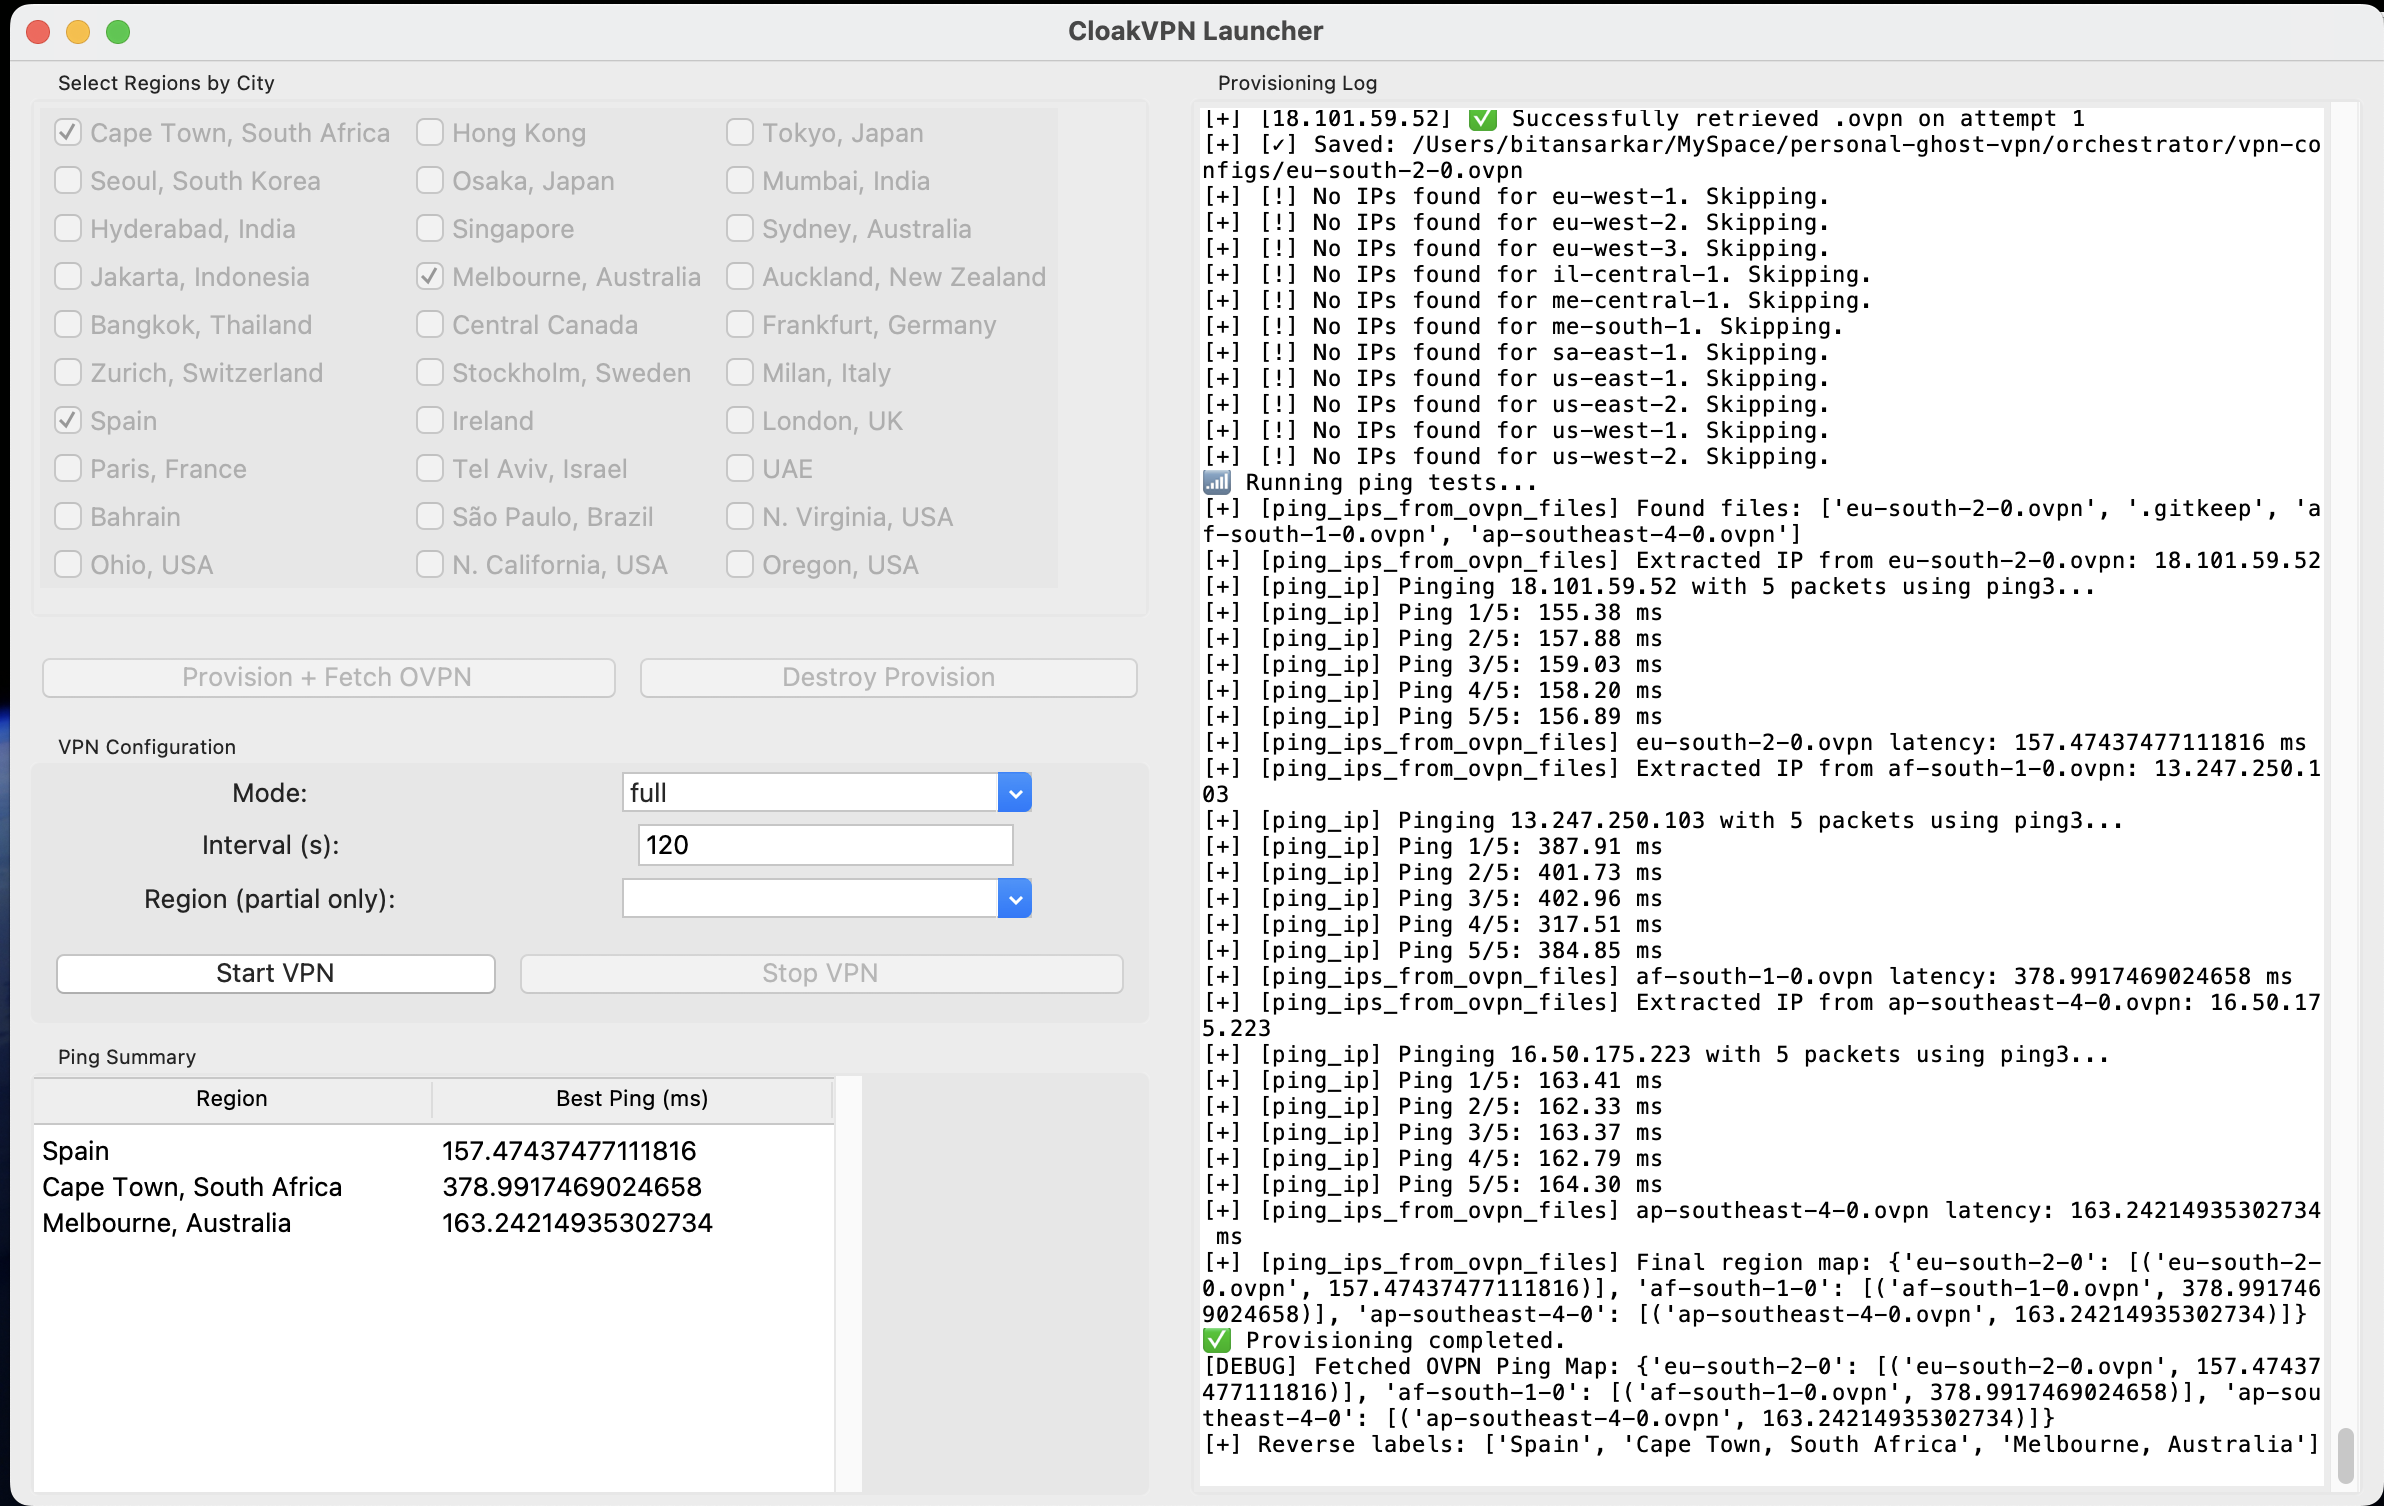 CloakVPN Launcher
Select Regions by City
Cape Town, South Africa
Hong Kong
Tokyo, Japan
Seoul, South Korea
Osaka, Japan
Mumbai, India
Hyderabad, India
Singapore
Sydney, Australia
Jakarta, Indonesia
Melbourne, Australia
Auckland, New Zealand
Bangkok, Thailand
Central Canada
Frankfurt, Germany
Zurich, Switzerland
Stockholm, Sweden
Milan, Italy
Spain
Ireland
London, UK
Paris, France
Tel Aviv, Israel
UAE
Bahrain
São Paulo, Brazil
N. Virginia, USA
Ohio, USA
N. California, USA
Oregon, USA
Provision + Fetch OVPN
Destroy Provision
VPN Configuration
Mode:
full
Interval (s):
120
Region (partial only):
Start VPN
Stop VPN
Ping Summary
Region
Best Ping (ms)
Spain
157.47437477111816
Cape Town, South Africa
378.9917469024658
Melbourne, Australia
163.24214935302734
Provisioning Log
[+] [18.101.59.52] ✅ Successfully retrieved .ovpn on attempt 1
[+] [✓] Saved: /Users/bitansarkar/MySpace/personal-ghost-vpn/orchestrator/vpn-co
nfigs/eu-south-2-0.ovpn
[+] [!] No IPs found for eu-west-1. Skipping.
[+] [!] No IPs found for eu-west-2. Skipping.
[+] [!] No IPs found for eu-west-3. Skipping.
[+] [!] No IPs found for il-central-1. Skipping.
[+] [!] No IPs found for me-central-1. Skipping.
[+] [!] No IPs found for me-south-1. Skipping.
[+] [!] No IPs found for sa-east-1. Skipping.
[+] [!] No IPs found for us-east-1. Skipping.
[+] [!] No IPs found for us-east-2. Skipping.
[+] [!] No IPs found for us-west-1. Skipping.
[+] [!] No IPs found for us-west-2. Skipping.
📶 Running ping tests...
[+] [ping_ips_from_ovpn_files] Found files: ['eu-south-2-0.ovpn', '.gitkeep', 'a
f-south-1-0.ovpn', 'ap-southeast-4-0.ovpn']
[+] [ping_ips_from_ovpn_files] Extracted IP from eu-south-2-0.ovpn: 18.101.59.52
[+] [ping_ip] Pinging 18.101.59.52 with 5 packets using ping3...
[+] [ping_ip] Ping 1/5: 155.38 ms
[+] [ping_ip] Ping 2/5: 157.88 ms
[+] [ping_ip] Ping 3/5: 159.03 ms
[+] [ping_ip] Ping 4/5: 158.20 ms
[+] [ping_ip] Ping 5/5: 156.89 ms
[+] [ping_ips_from_ovpn_files] eu-south-2-0.ovpn latency: 157.47437477111816 ms
[+] [ping_ips_from_ovpn_files] Extracted IP from af-south-1-0.ovpn: 13.247.250.1
03
[+] [ping_ip] Pinging 13.247.250.103 with 5 packets using ping3...
[+] [ping_ip] Ping 1/5: 387.91 ms
[+] [ping_ip] Ping 2/5: 401.73 ms
[+] [ping_ip] Ping 3/5: 402.96 ms
[+] [ping_ip] Ping 4/5: 317.51 ms
[+] [ping_ip] Ping 5/5: 384.85 ms
[+] [ping_ips_from_ovpn_files] af-south-1-0.ovpn latency: 378.9917469024658 ms
[+] [ping_ips_from_ovpn_files] Extracted IP from ap-southeast-4-0.ovpn: 16.50.17
5.223
[+] [ping_ip] Pinging 16.50.175.223 with 5 packets using ping3...
[+] [ping_ip] Ping 1/5: 163.41 ms
[+] [ping_ip] Ping 2/5: 162.33 ms
[+] [ping_ip] Ping 3/5: 163.37 ms
[+] [ping_ip] Ping 4/5: 162.79 ms
[+] [ping_ip] Ping 5/5: 164.30 ms
[+] [ping_ips_from_ovpn_files] ap-southeast-4-0.ovpn latency: 163.24214935302734
ms
[+] [ping_ips_from_ovpn_files] Final region map: {'eu-south-2-0': [('eu-south-2-
0.ovpn', 157.47437477111816)], 'af-south-1-0': [('af-south-1-0.ovpn', 378.991746
9024658)], 'ap-southeast-4-0': [('ap-southeast-4-0.ovpn', 163.24214935302734)]}
✅ Provisioning completed.
[DEBUG] Fetched OVPN Ping Map: {'eu-south-2-0': [('eu-south-2-0.ovpn', 157.47437
477111816)], 'af-south-1-0': [('af-south-1-0.ovpn', 378.9917469024658)], 'ap-sou
theast-4-0': [('ap-southeast-4-0.ovpn', 163.24214935302734)]}
[+] Reverse labels: ['Spain', 'Cape Town, South Africa', 'Melbourne, Australia']